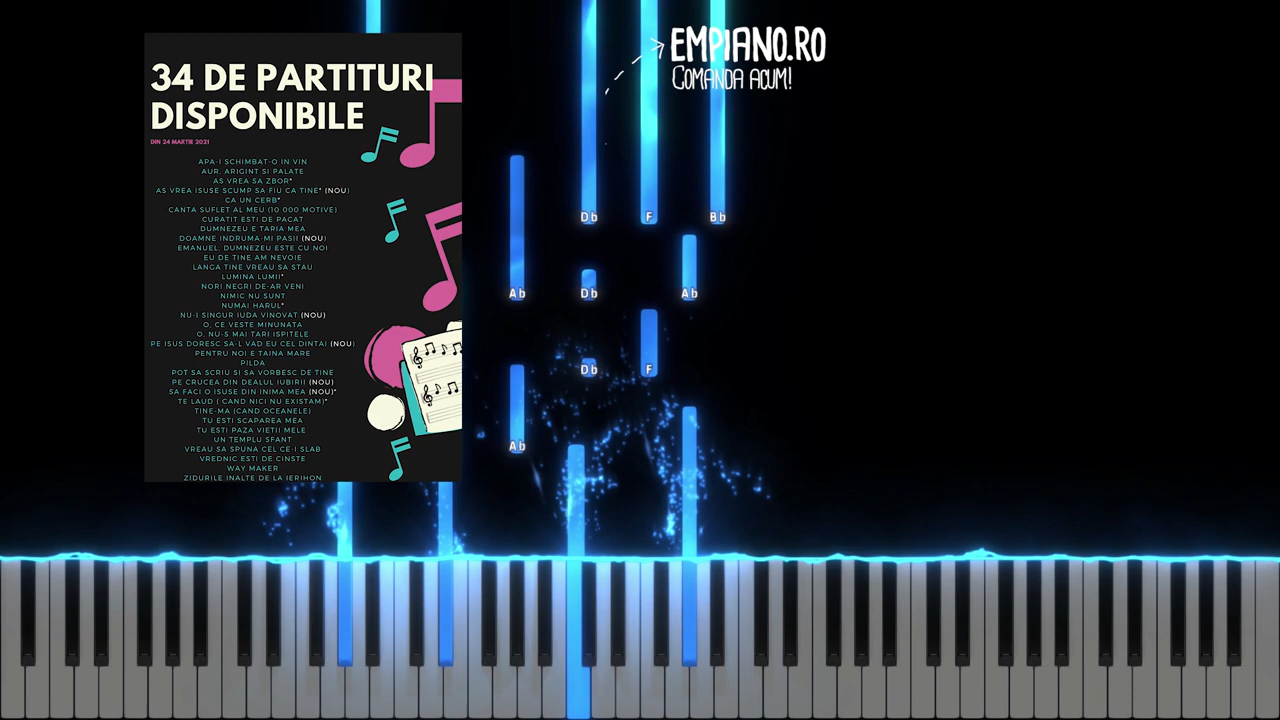 34 DE PARTITURI
DISPONIBILE
DIN 24 MARTIE 2021
APA-I SCHIMBAT-O IN VIN
AUR, ARIGINT SI PALATE
AS VREA SA ZBOR*
AS VREA ISUSE SCUMP SA FIU CA TINE* (NOU)
CA UN CERB*
CANTA SUFLET AL MEU (10 000 MOTIVE)
CURATIT ESTI DE PACAT
DUMNEZEU E TARIA MEA
DOAMNE INDRUMA-MI PASII (NOU)
EMANUEL, DUMNEZEU ESTE CU NOI
EU DE TINE AM NEVOIE
LANGA TINE VREAU SA STAU
LUMINA LUMII*
NORI NEGRI DE-AR VENI
NIMIC NU SUNT
NUMAI HARUL*
NU-I SINGUR IUDA VINOVAT (NOU)
O, CE VESTE MINUNATA
O, NU-S MAI TARI ISPITELE
PE ISUS DORESC SA-L VAD EU CEL DINTAI (NOU)
PENTRU NOI E TAINA MARE
PILDA
POT SA SCRIU SI SA VORBESC DE TINE
PE CRUCEA DIN DEALUL IUBIRII (NOU)
SA FACI O ISUSE DIN INIMA MEA (NOU)*
TE LAUD ( CAND NICI NU EXISTAM)*
TINE-MA (CAND OCEANELE)
TU ESTI SCAPAREA MEA
TU ESTI PAZA VIETII MELE
UN TEMPLU SFANT
VREAU SA SPUNA CEL CE-I SLAB
VREDNIC ESTI DE CINSTE
WAY MAKER
ZIDURILE INALTE DE LA IERIHON
EMPIANO.RO
COMANDA ACUM!
Db F Bb
Ab Db Ab
Db F
Ab